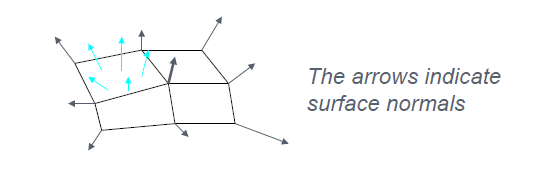 The arrows indicate
surface normals